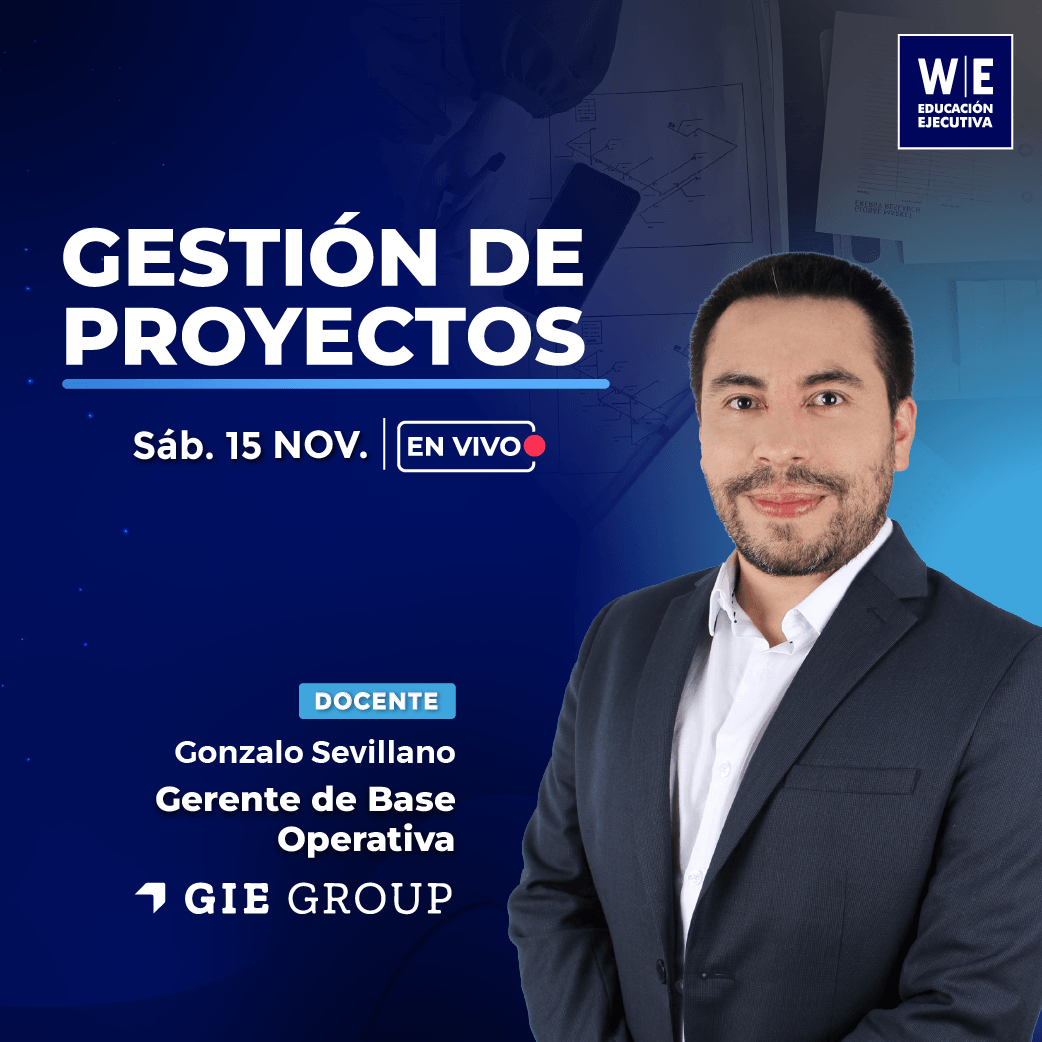 W|E
EDUCACIÓN
EJECUTIVA
GESTIÓN DE
PROYECTOS
Sáb. 15 NOV. | EN VIVO
DOCENTE
Gonzalo Sevillano
Gerente de Base
Operativa
GIE GROUP